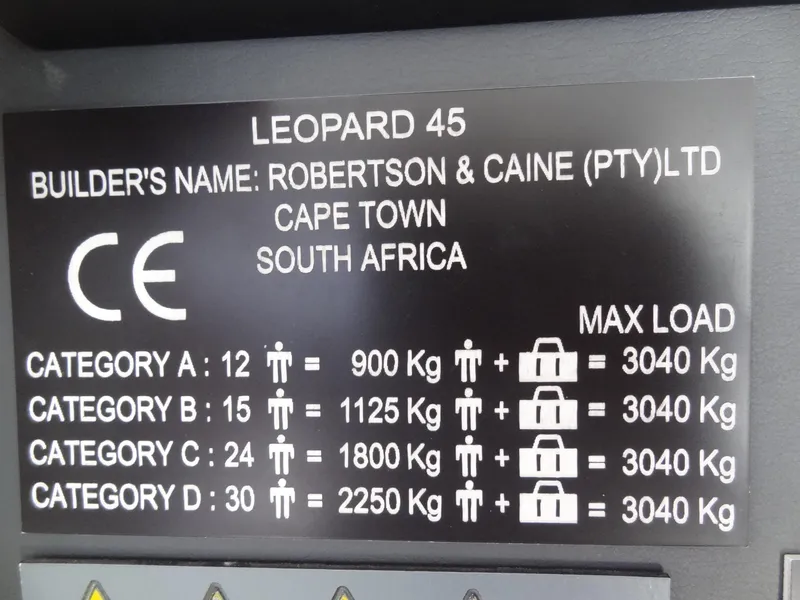 LEOPARD 45
BUILDER'S NAME: ROBERTSON & CAINE (PTY)LTD
CAPE TOWN
SOUTH AFRICA
CE
MAX LOAD
CATEGORY A : 12 = 900 Kg + = 3040 Kg
CATEGORY B : 15 = 1125 Kg + = 3040 Kg
CATEGORY C : 24 = 1800 Kg + = 3040 Kg
CATEGORY D : 30 = 2250 Kg + = 3040 Kg